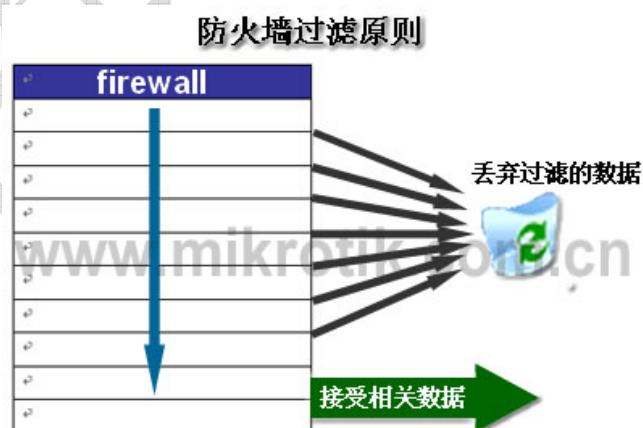 防火墙过滤原则
firewall
丢弃过滤的数据
www.mikrotik.com.cn
接受相关数据